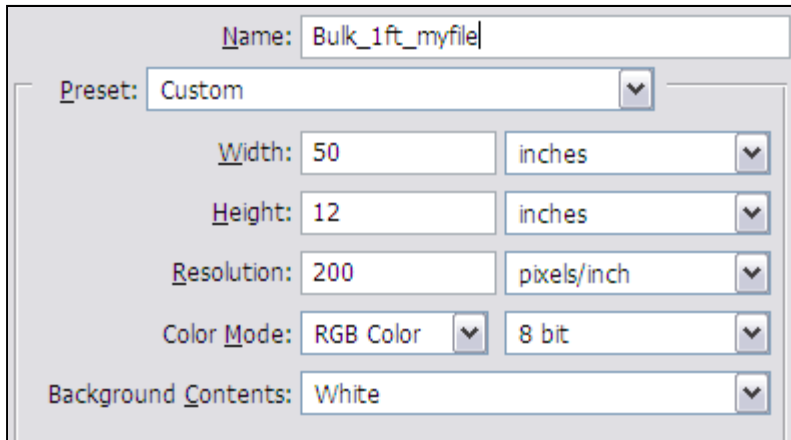 Name: Bulk_1ft_myfile
Preset: Custom
Width: 50 inches
Height: 12 inches
Resolution: 200 pixels/inch
Color Mode: RGB Color 8 bit
Background Contents: White